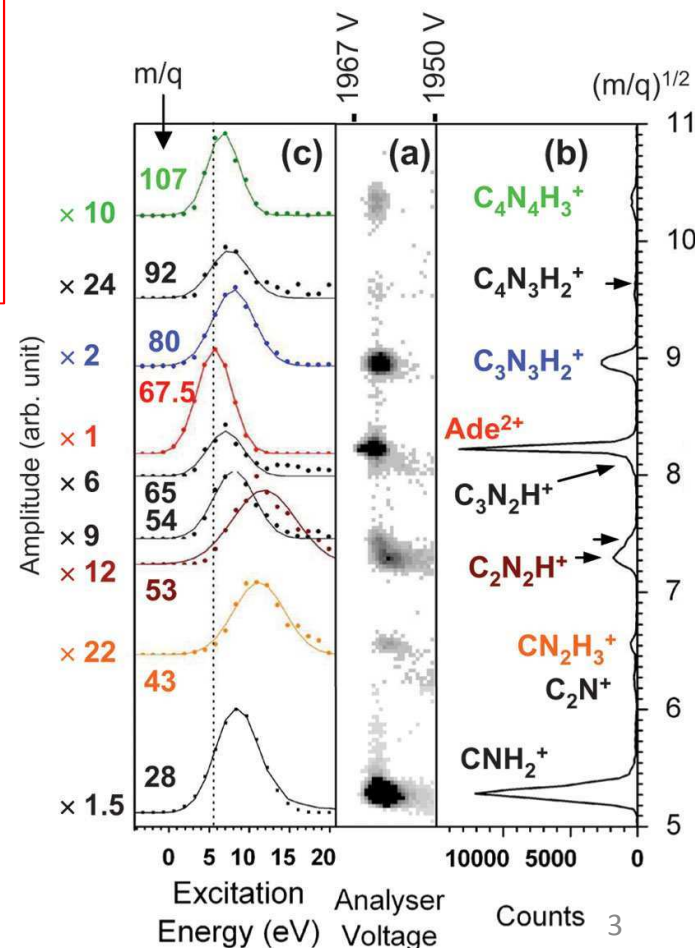 1967 V
1950 V
m/q
(m/q)1/2
(c)
(a)
(b)
11
10
9
8
7
6
5
Amplitude (arb. unit)
× 10
× 24
× 2
× 1
× 6
× 9
× 12
× 22
× 1.5
107
92
80
67.5
65
54
53
43
28
C4N4H3+
C4N3H2+
C3N3H2+
Ade2+
C3N2H+
C2N2H+
CN2H3+
C2N+
CNH2+
0 5 10 15 20
10000 5000 0
Excitation
Energy (eV)
Analyser
Voltage
Counts
3